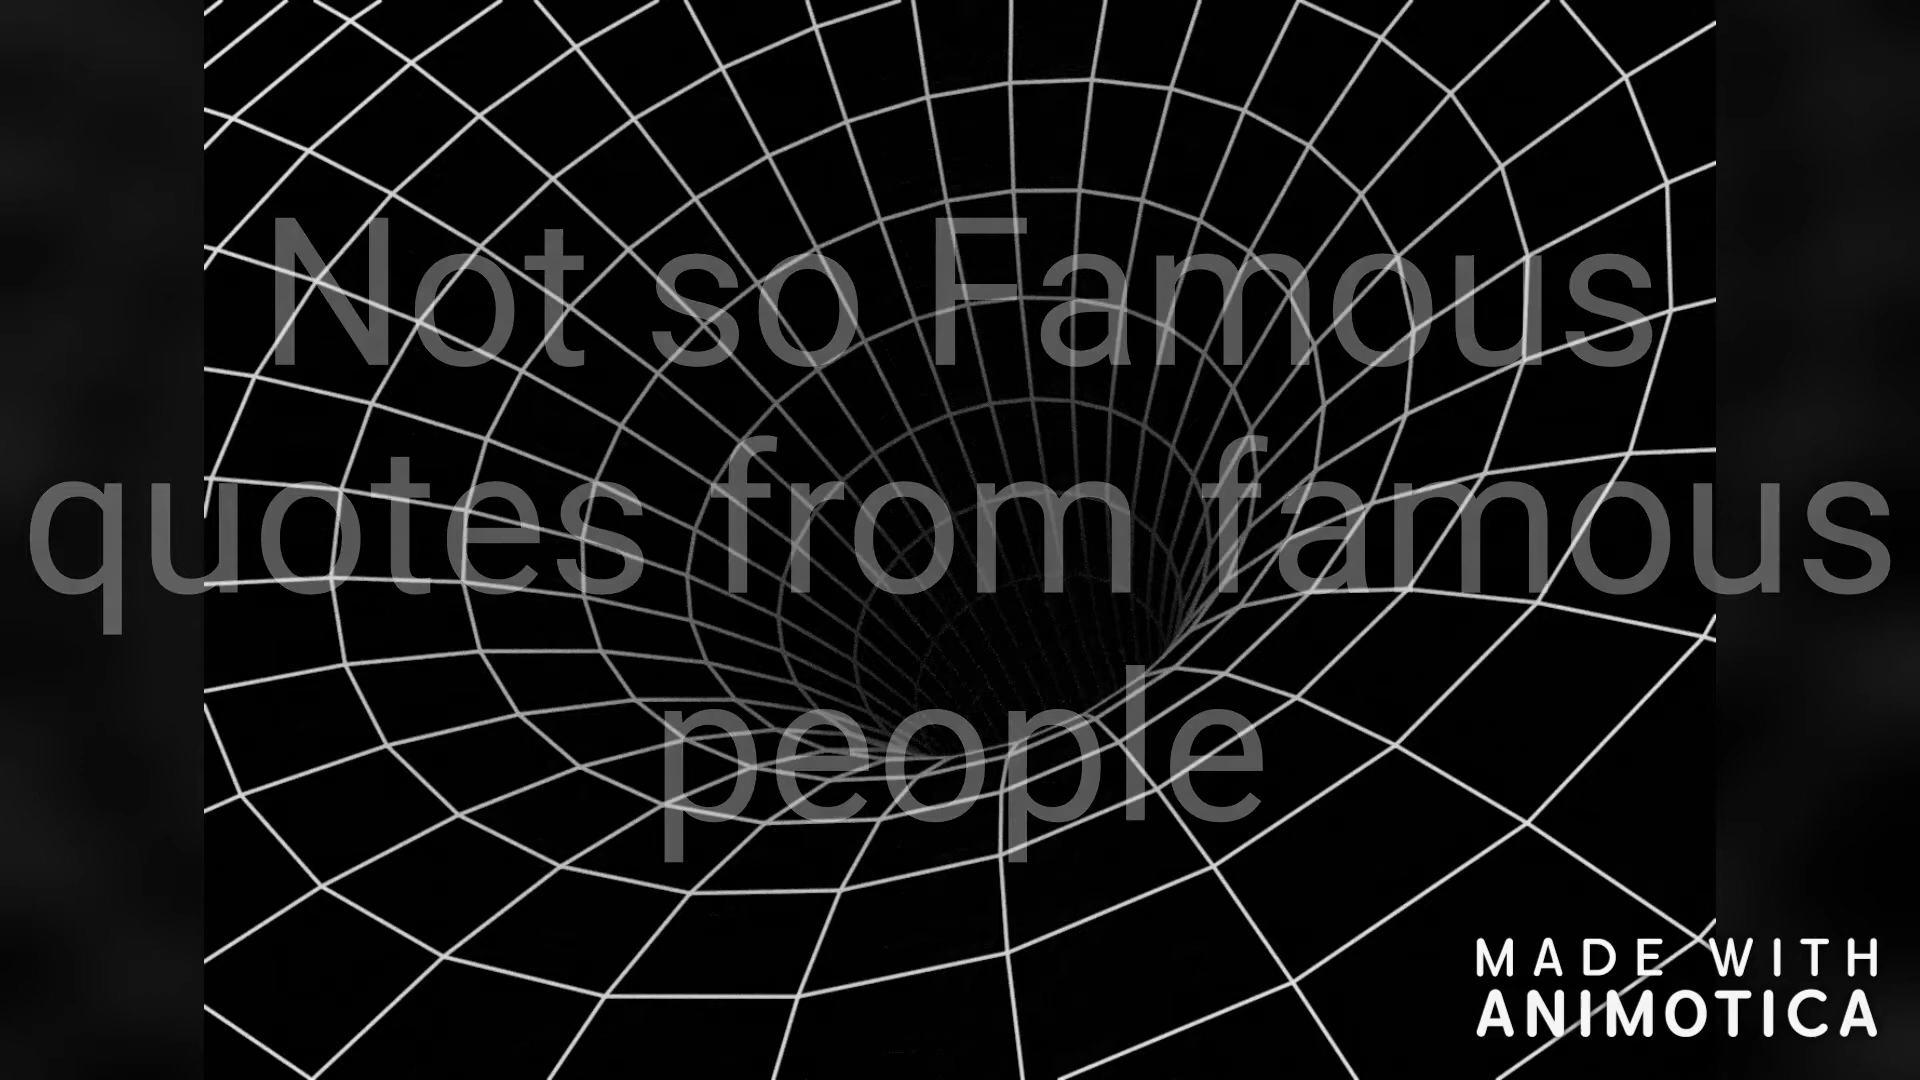 Not so Famous
quotes from famous
people
MADE WITH
ANIMOTICA